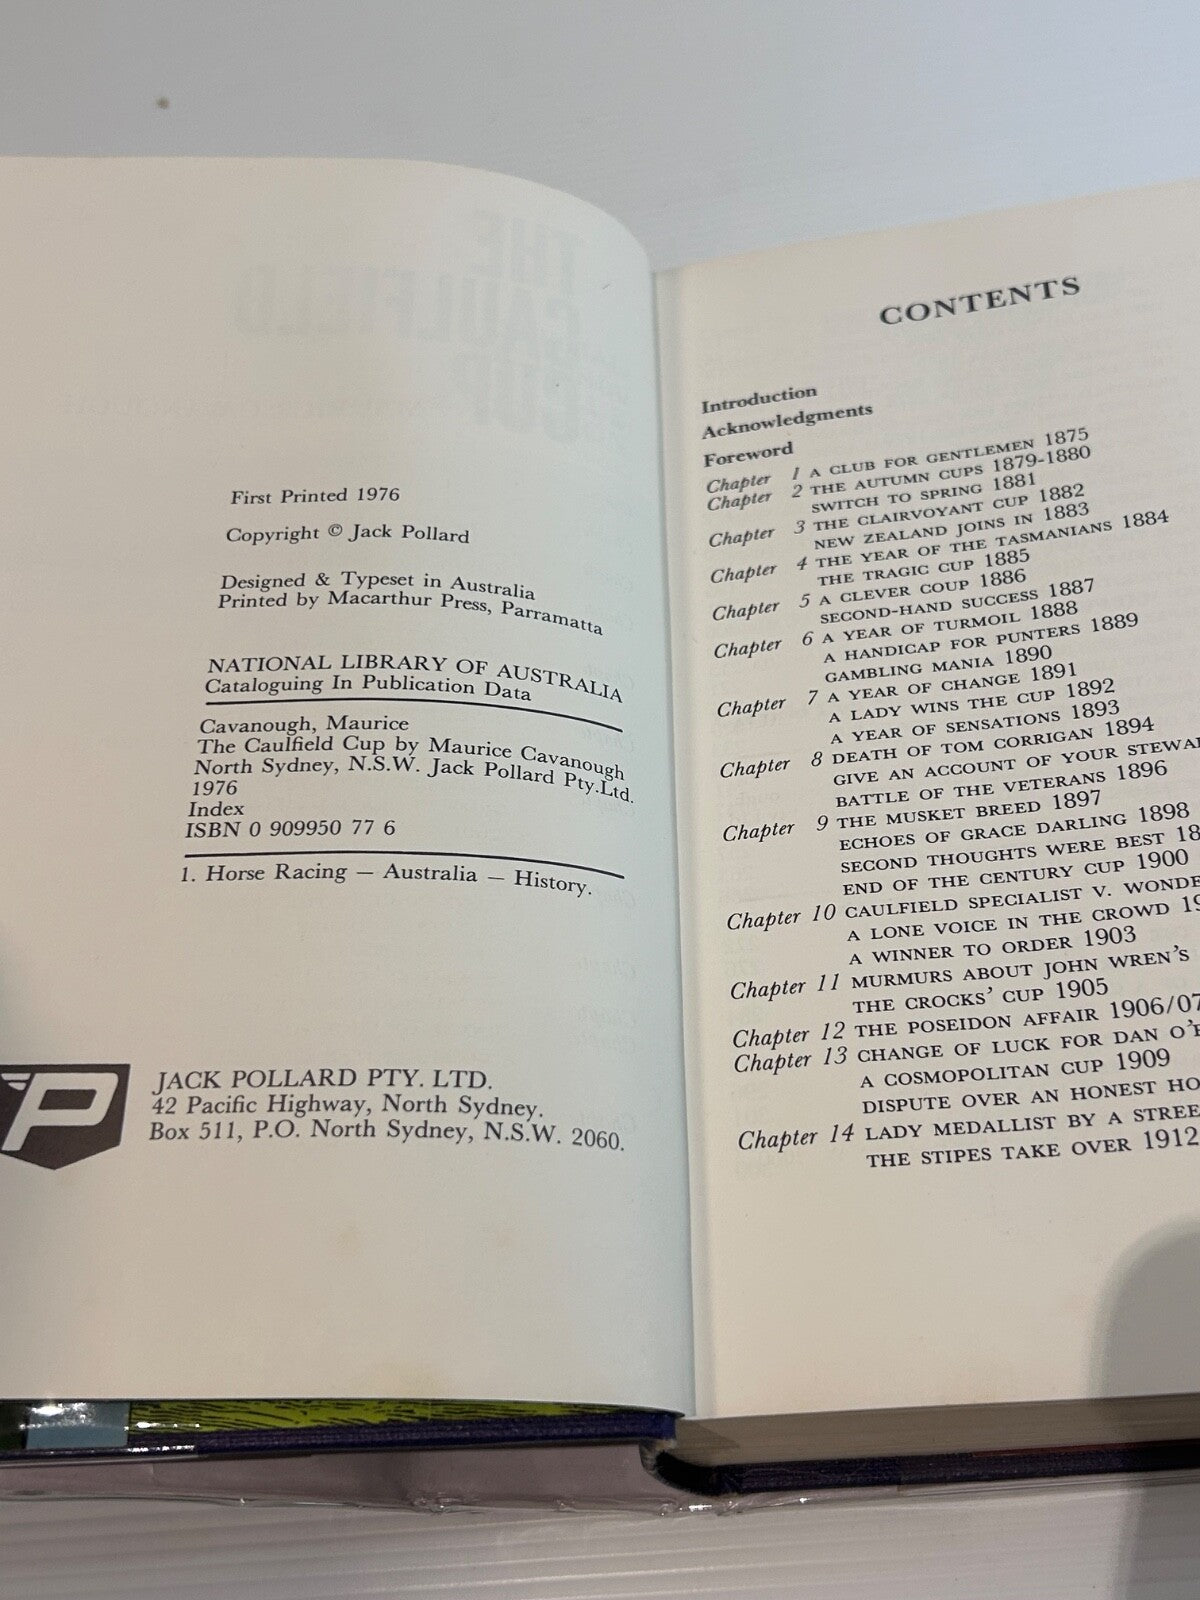 First Printed 1976
Copyright © Jack Pollard
Designed & Typeset in Australia
Printed by Macarthur Press, Parramatta
NATIONAL LIBRARY OF AUSTRALIA
Cataloguing In Publication Data
Cavanough, Maurice
The Caulfield Cup by Maurice Cavanough
North Sydney, N.S.W. Jack Pollard Pty.Ltd.
1976
Index
ISBN 0 909950 77 6
1. Horse Racing — Australia — History.
P
JACK POLLARD PTY. LTD.
42 Pacific Highway, North Sydney.
Box 511, P.O. North Sydney, N.S.W. 2060.
CONTENTS
Introduction
Acknowledgments
Foreword
Chapter 1 A CLUB FOR GENTLEMEN 1875
Chapter 2 THE AUTUMN CUPS 1879-1880
SWITCH TO SPRING 1881
Chapter 3 THE CLAIRVOYANT CUP 1882
NEW ZEALAND JOINS IN 1883
Chapter 4 THE YEAR OF THE TASMANIANS 1884
THE TRAGIC CUP 1885
Chapter 5 A CLEVER COUP 1886
SECOND-HAND SUCCESS 1887
Chapter 6 A YEAR OF TURMOIL 1888
A HANDICAP FOR PUNTERS 1889
GAMBLING MANIA 1890
Chapter 7 A YEAR OF CHANGE 1891
A LADY WINS THE CUP 1892
A YEAR OF SENSATIONS 1893
Chapter 8 DEATH OF TOM CORRIGAN 1894
GIVE AN ACCOUNT OF YOUR
BATTLE OF THE VETERANS 1896
Chapter 9 THE MUSKET BREED 1897
ECHOES OF GRACE DARLING 1898
SECOND THOUGHTS WERE BEST
END OF THE CENTURY CUP 1900
Chapter 10 CAULFIELD SPECIALIST V.
A LONE VOICE IN THE CROWD
A WINNER TO ORDER 1903
Chapter 11 MURMURS ABOUT JOHN WREN'S
THE CROCKS' CUP 1905
Chapter 12 THE POSEIDON AFFAIR 1906/07
Chapter 13 CHANGE OF LUCK FOR DAN
A COSMOPOLITAN CUP 1909
DISPUTE OVER AN HONEST
Chapter 14 LADY MEDALLIST BY A
THE STIPES TAKE OVER 1912